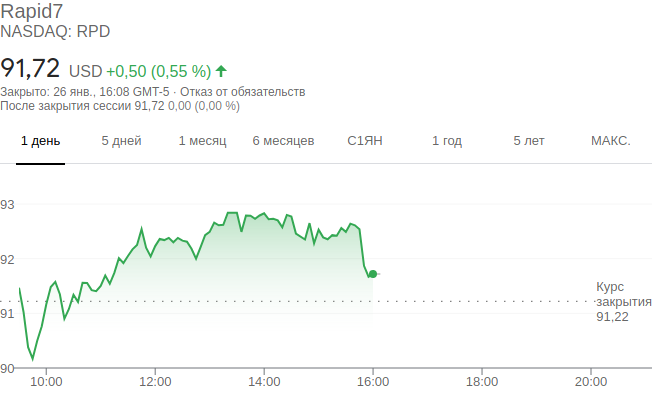 Rapid7
NASDAQ: RPD
91,72 USD +0,50 (0,55 %)
Закрыто: 26 янв., 16:08 GMT-5 · Отказ от обязательств
После закрытия сессии 91,72 0,00 (0,00 %)
1 день 5 дней 1 месяц 6 месяцев С1ЯН 1 год 5 лет МАКС.
93
92
91
90
Курс
закрытия
91,22
10:00 12:00 14:00 16:00 18:00 20:00